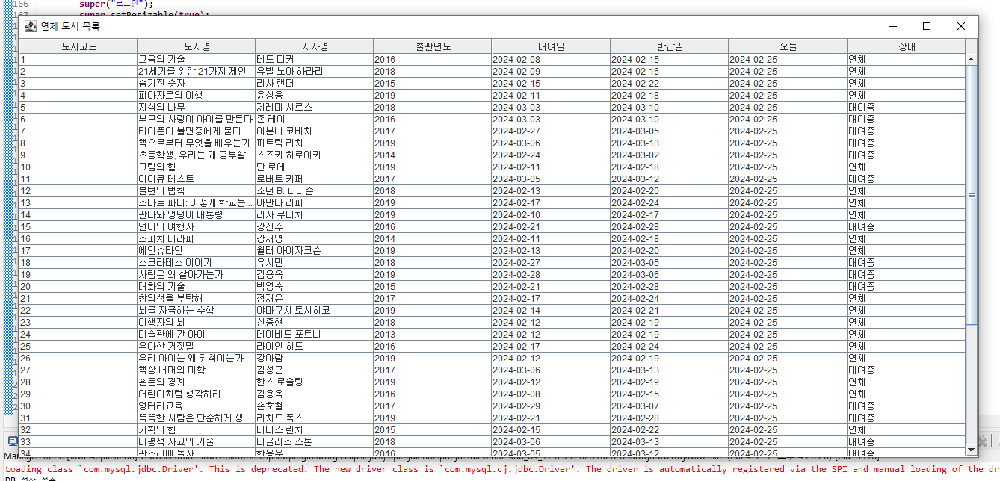 166 super("로그인");
167 super.setResizable(true);
연체 도서 목록
도서코드 도서명 저자명 출판년도 대여일 반납일 오늘 상태
1 교육의 기술 테드 디커 2016 2024-02-08 2024-02-15 2024-02-25 연체
2 21세기를 위한 21가지 제언 유발 노아 하라리 2018 2024-02-09 2024-02-16 2024-02-25 연체
3 숨겨진 숫자 리사 랜더 2015 2024-02-15 2024-02-22 2024-02-25 연체
4 피아자로의 여행 윤성웅 2019 2024-02-11 2024-02-18 2024-02-25 연체
5 지식의 나무 제레미 시르스 2018 2024-03-03 2024-03-10 2024-02-25 대여중
6 부모의 사랑이 아이를 만든다 존 레이 2016 2024-03-03 2024-03-10 2024-02-25 대여중
7 타이폰이 불면증에게 묻다 이본니 코비치 2017 2024-02-27 2024-03-05 2024-02-25 대여중
8 책으로부터 무엇을 배우는가 파트릭 리치 2019 2024-03-06 2024-03-13 2024-02-25 대여중
9 초등학생, 우리는 왜 공부할... 스즈키 히로아키 2014 2024-02-24 2024-03-02 2024-02-25 대여중
10 그림의 힘 단 로에 2019 2024-02-11 2024-02-18 2024-02-25 연체
11 아이큐 테스트 로버트 카퍼 2017 2024-03-05 2024-03-12 2024-02-25 대여중
12 불변의 법칙 조던 B. 피터슨 2018 2024-02-13 2024-02-20 2024-02-25 연체
13 스마트 파티: 어떻게 학교는... 아만다 리퍼 2019 2024-02-17 2024-02-24 2024-02-25 연체
14 판다와 엉덩이 대통령 리자 쿠니치 2019 2024-02-10 2024-02-17 2024-02-25 연체
15 언어의 여행자 강신주 2016 2024-02-21 2024-02-28 2024-02-25 대여중
16 스피치 테라피 강재영 2014 2024-02-11 2024-02-18 2024-02-25 연체
17 에인슈타인 월터 아이자크슨 2019 2024-02-13 2024-02-20 2024-02-25 연체
18 소크라테스 이야기 유시민 2018 2024-02-27 2024-03-05 2024-02-25 대여중
19 사람은 왜 살아가는가 김용옥 2019 2024-02-28 2024-03-06 2024-02-25 대여중
20 대화의 기술 박영숙 2015 2024-02-21 2024-02-28 2024-02-25 대여중
21 창의성을 부탁해 정재은 2017 2024-02-17 2024-02-24 2024-02-25 연체
22 뇌를 자극하는 수학 야마구치 토시히코 2019 2024-02-14 2024-02-21 2024-02-25 연체
23 여행자의 뇌 신중현 2018 2024-02-12 2024-02-19 2024-02-25 연체
24 미술관에 간 아이 데이비드 포트니 2013 2024-02-12 2024-02-19 2024-02-25 연체
25 우아한 거짓말 라이언 히드 2016 2024-02-17 2024-02-24 2024-02-25 연체
26 우리 아이는 왜 뒤척이는가 강아람 2019 2024-02-12 2024-02-19 2024-02-25 연체
27 책상 너머의 미학 김성근 2017 2024-03-06 2024-03-13 2024-02-25 대여중
28 혼돈의 경계 한스 로슬링 2019 2024-02-12 2024-02-19 2024-02-25 연체
29 어린이처럼 생각하라 김용옥 2016 2024-02-08 2024-02-15 2024-02-25 연체
30 엉터리교육 손호철 2017 2024-02-29 2024-03-07 2024-02-25 대여중
31 똑똑한 사람은 단순하게 생... 리처드 폭스 2019 2024-02-21 2024-02-28 2024-02-25 대여중
32 기획의 힘 데니스 린치 2015 2024-02-15 2024-02-22 2024-02-25 연체
33 비평적 사고의 기술 더글러스 스톤 2018 2024-03-06 2024-03-13 2024-02-25 대여중
34 판소리에 놀자 2016 2024-03-05 2024-03-12 2024-02-25 대여중
Loading class `com.mysql.jdbc.Driver'. This is deprecated. The new driver class is `com.mysql.cj.jdbc.Driver'. The driver is automatically registered via the SPI and manual loading of the dr
DB 정상 접속